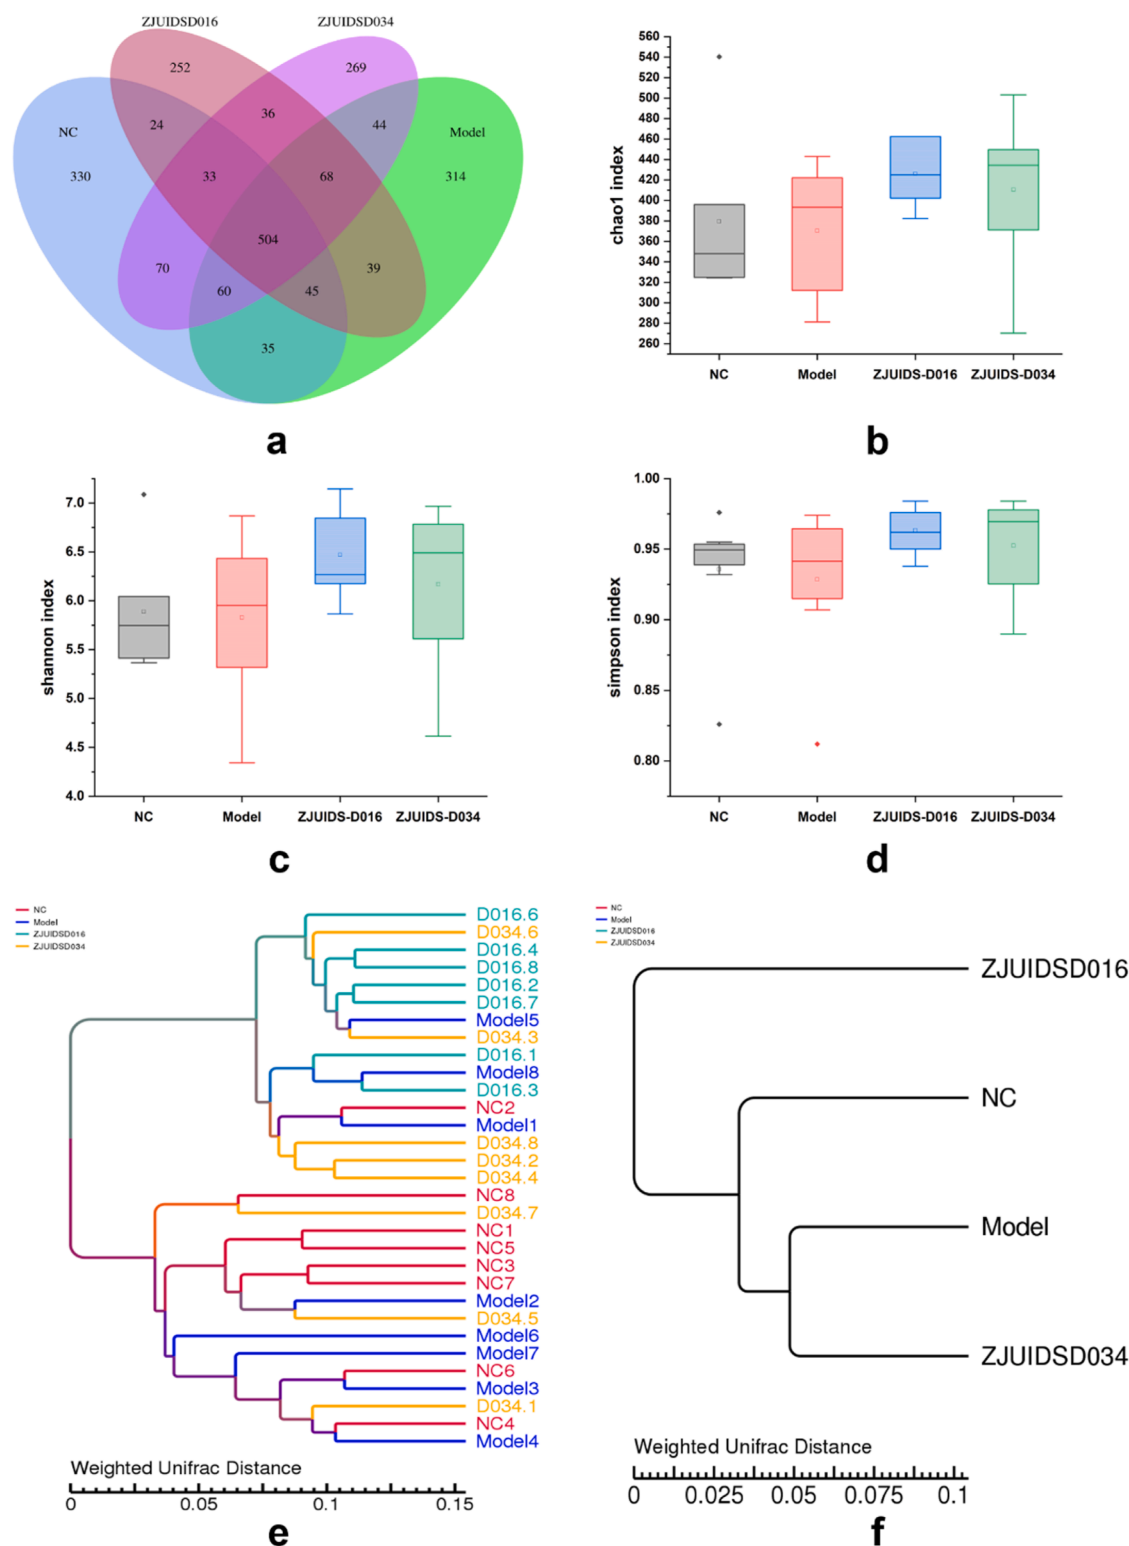 ZJUIDSD016 ZJUIDSD034
252 269
36
24 44
NC Model
330 33 68 314
504
70 39
60 45
35
a
560
540
520
500
480
460
440
420
400
380
360
340
320
300
280
260
chao1 index
NC Model ZJUIDS-D016 ZJUIDS-D034
b
7.0
6.5
6.0
5.5
5.0
4.5
4.0
shannon index
NC Model ZJUIDS-D016 ZJUIDS-D034
c
1.00
0.95
0.90
0.85
0.80
simpson index
NC Model ZJUIDS-D016 ZJUIDS-D034
d
NC
Model
ZJUIDSD016
ZJUIDSD034
D016.6
D034.6
D016.4
D016.8
D016.2
D016.7
Model5
D034.3
D016.1
Model8
D016.3
NC2
Model1
D034.8
D034.2
D034.4
NC8
D034.7
NC1
NC5
NC3
NC7
Model2
D034.5
Model6
Model7
NC6
Model3
D034.1
NC4
Model4
Weighted Unifrac Distance
0 0.05 0.1 0.15
e
NC
Model
ZJUIDSD016
ZJUIDSD034
ZJUIDSD016
NC
Model
ZJUIDSD034
Weighted Unifrac Distance
0 0.025 0.05 0.075 0.1
f